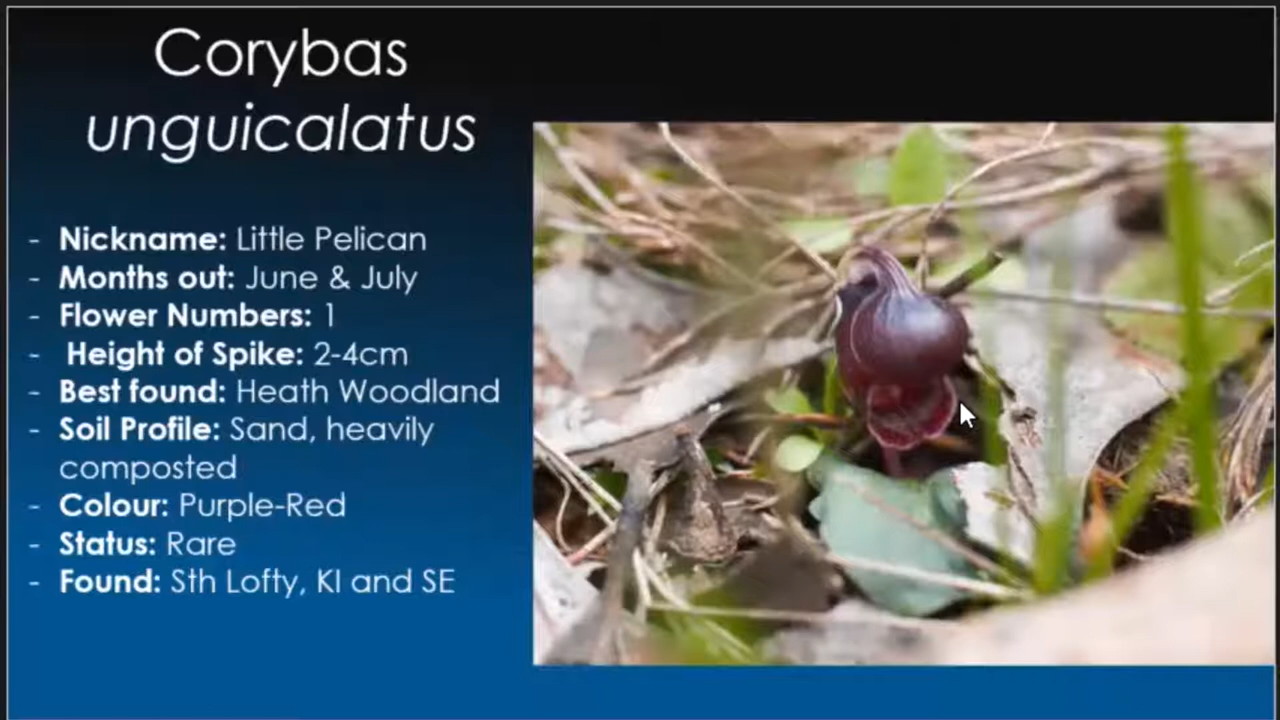 Corybas
unguicalatus
- Nickname: Little Pelican
- Months out: June & July
- Flower Numbers: 1
- Height of Spike: 2-4cm
- Best found: Heath Woodland
- Soil Profile: Sand, heavily
composted
- Colour: Purple-Red
- Status: Rare
- Found: Sth Lofty, KI and SE